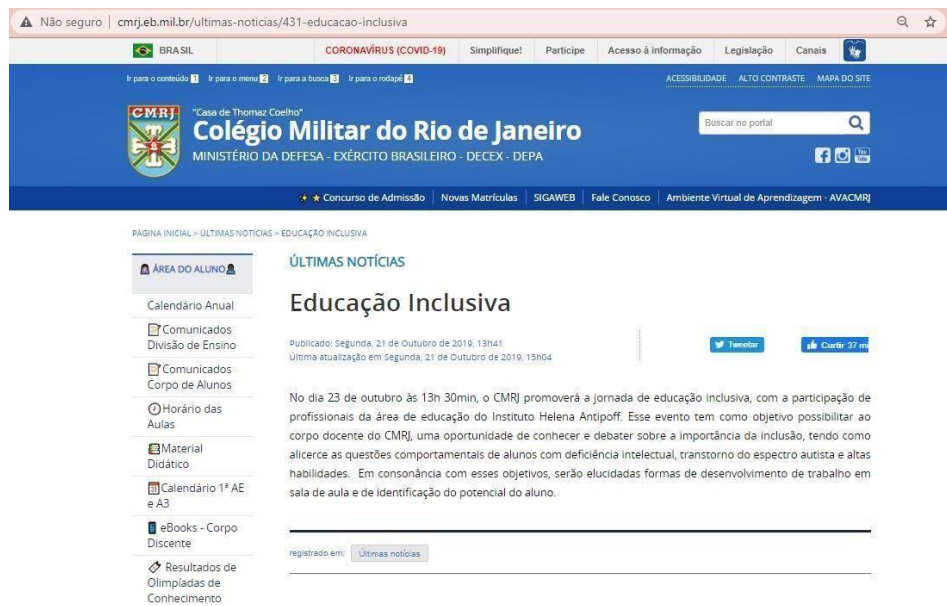 Não seguro | cmrj.eb.mil.br/ultimas-noticias/431-educacao-inclusiva
BRASIL CORONAVÍRUS (COVID-19) Simplifique! Participe Acesso à informação Legislação Canais
Ir para o conteúdo 1 Ir para o menu 2 Ir para a busca 3 Ir para o rodapé 4 ACESSIBILIDADE ALTO CONTRASTE MAPA DO SITE
CMRJ
"Casa de Thomaz Coelho"
Colégio Militar do Rio de Janeiro
MINISTÉRIO DA DEFESA - EXÉRCITO BRASILEIRO - DECEX - DEPA
Buscar no portal
You Tube
Concurso de Admissão Novas Matrículas SIGAWEB Fale Conosco Ambiente Virtual de Aprendizagem - AVACMRJ
PÁGINA INICIAL > ÚLTIMAS NOTÍCIAS > EDUCAÇÃO INCLUSIVA
ÁREA DO ALUNO
Calendário Anual
Comunicados
Divisão de Ensino
Comunicados
Corpo de Alunos
Horário das
Aulas
Material
Didático
Calendário 1ª AE
e A3
eBooks - Corpo
Discente
Resultados de
Olimpíadas de
Conhecimento
ÚLTIMAS NOTÍCIAS
Educação Inclusiva
Publicado: Segunda, 21 de Outubro de 2019, 13h41
Última atualização em Segunda, 21 de Outubro de 2019, 15h04
Tweetar
Curtir 37 mi
No dia 23 de outubro às 13h 30min, o CMRJ promoverá a jornada de educação inclusiva, com a participação de
profissionais da área de educação do Instituto Helena Antipoff. Esse evento tem como objetivo possibilitar ao
corpo docente do CMRJ, uma oportunidade de conhecer e debater sobre a importância da inclusão, tendo como
alicerce as questões comportamentais de alunos com deficiência intelectual, transtorno do espectro autista e altas
habilidades. Em consonância com esses objetivos, serão elucidadas formas de desenvolvimento de trabalho em
sala de aula e de identificação do potencial do aluno.
registrado em: Últimas notícias